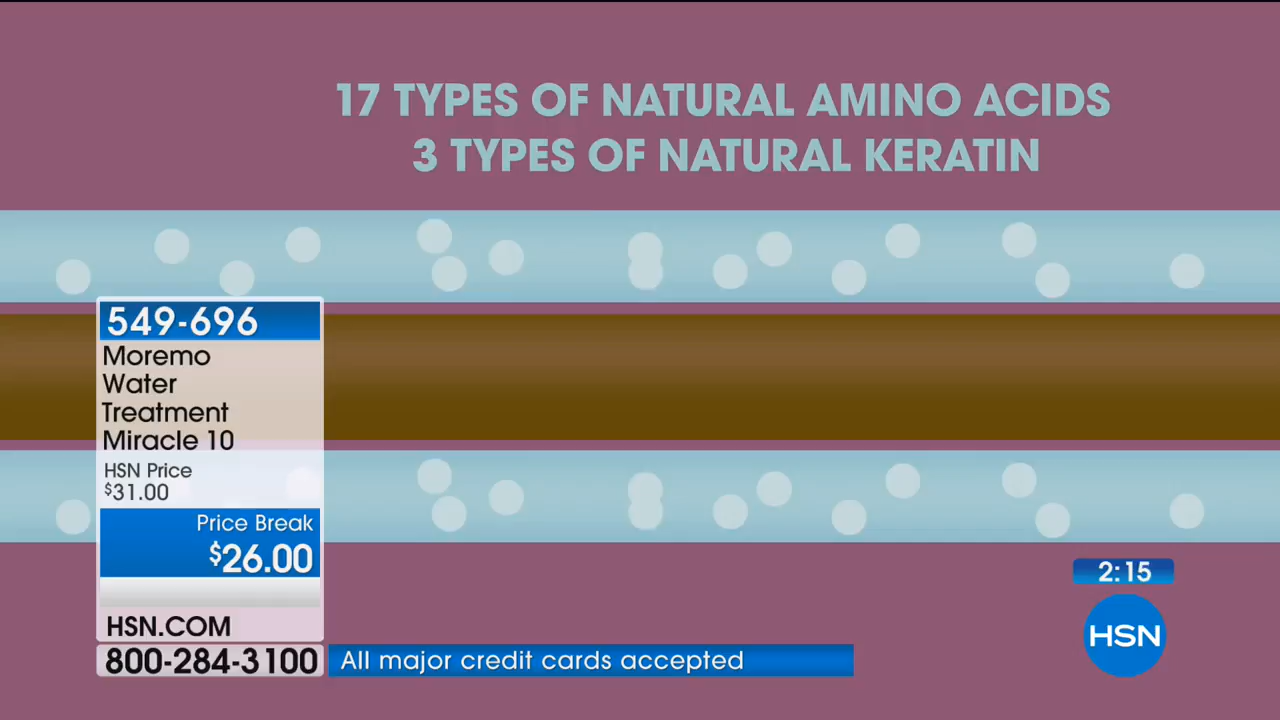 17 TYPES OF NATURAL AMINO ACIDS
3 TYPES OF NATURAL KERATIN
549-696
Moremo
Water
Treatment
Miracle 10
HSN Price
$31.00
Price Break
$26.00
HSN.COM
800-284-3100
All major credit cards accepted
2:15
HSN